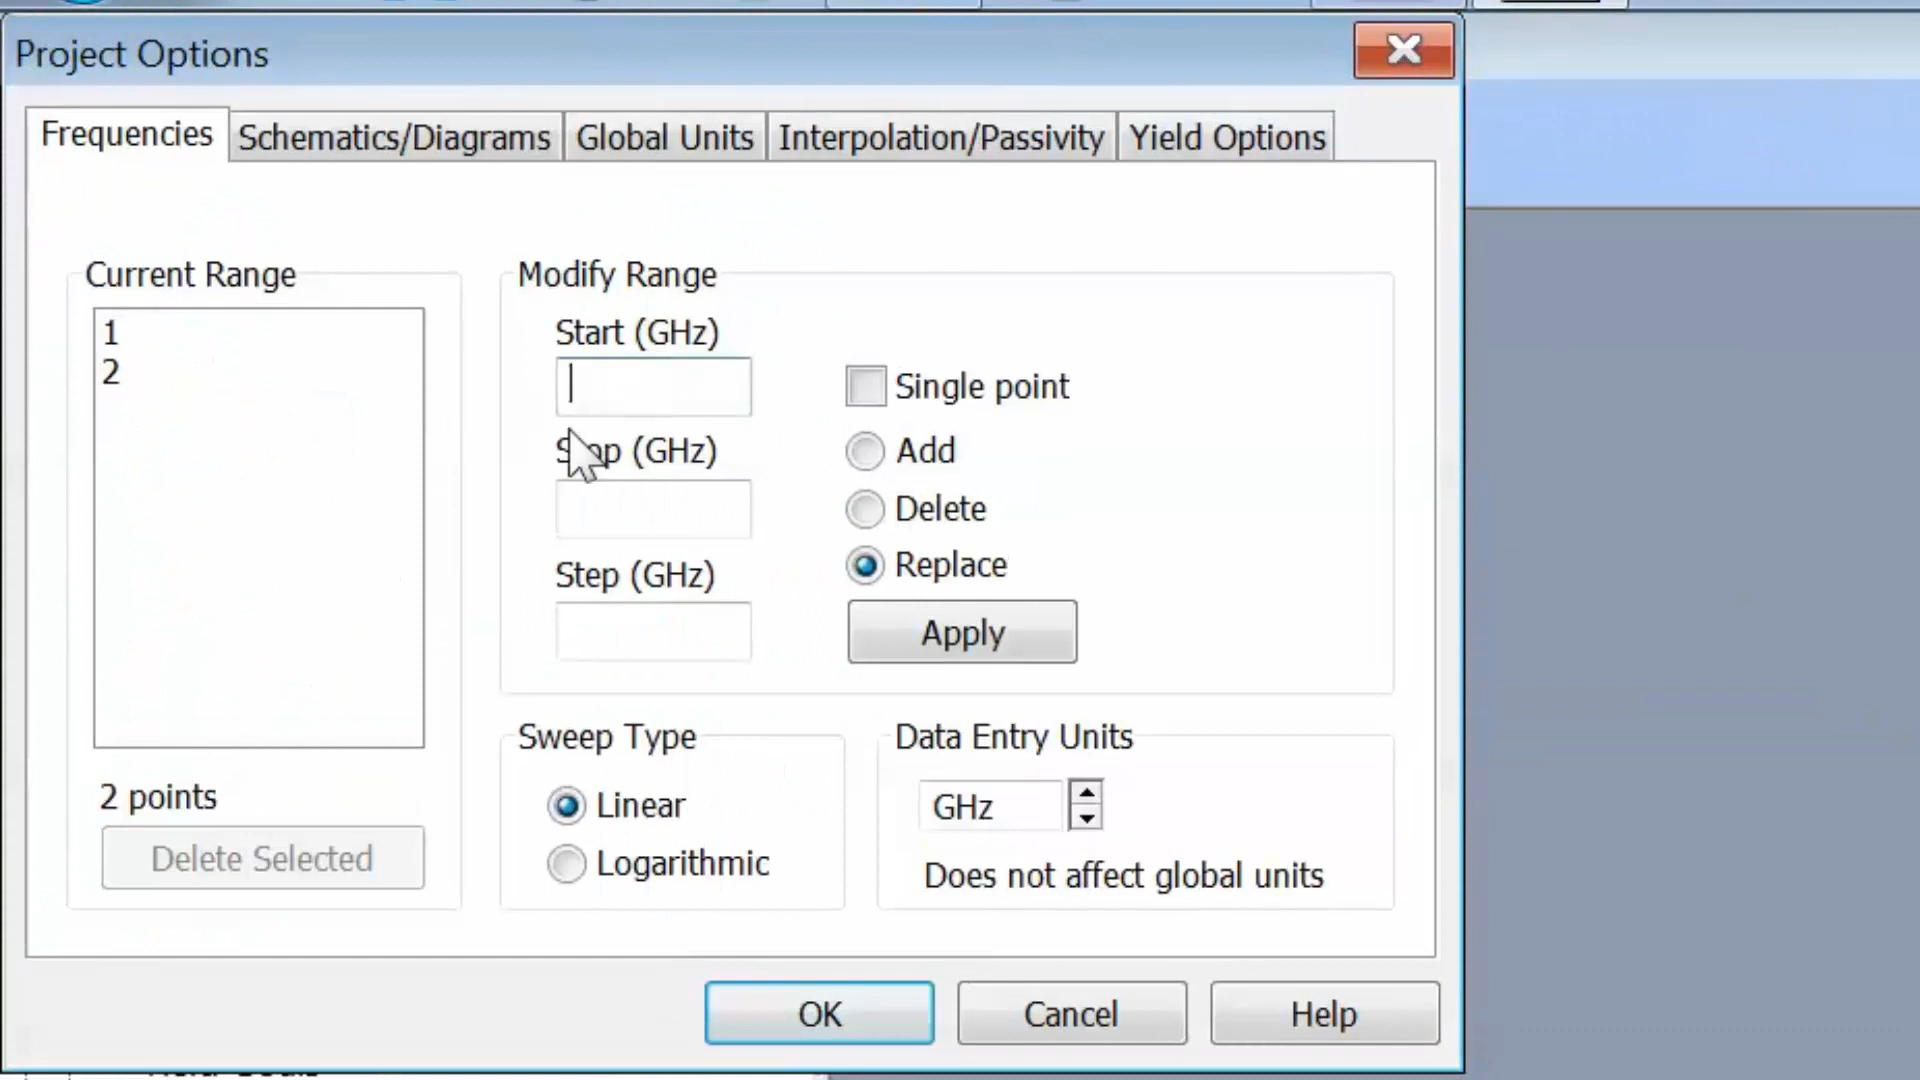 Project Options
Frequencies Schematics/Diagrams Global Units Interpolation/Passivity Yield Options
Current Range
1
2
2 points
Delete Selected
Modify Range
Start (GHz)
(GHz)
Step (GHz)
Single point
Add
Delete
Replace
Apply
Sweep Type
Linear
Logarithmic
Data Entry Units
GHz
Does not affect global units
OK Cancel Help